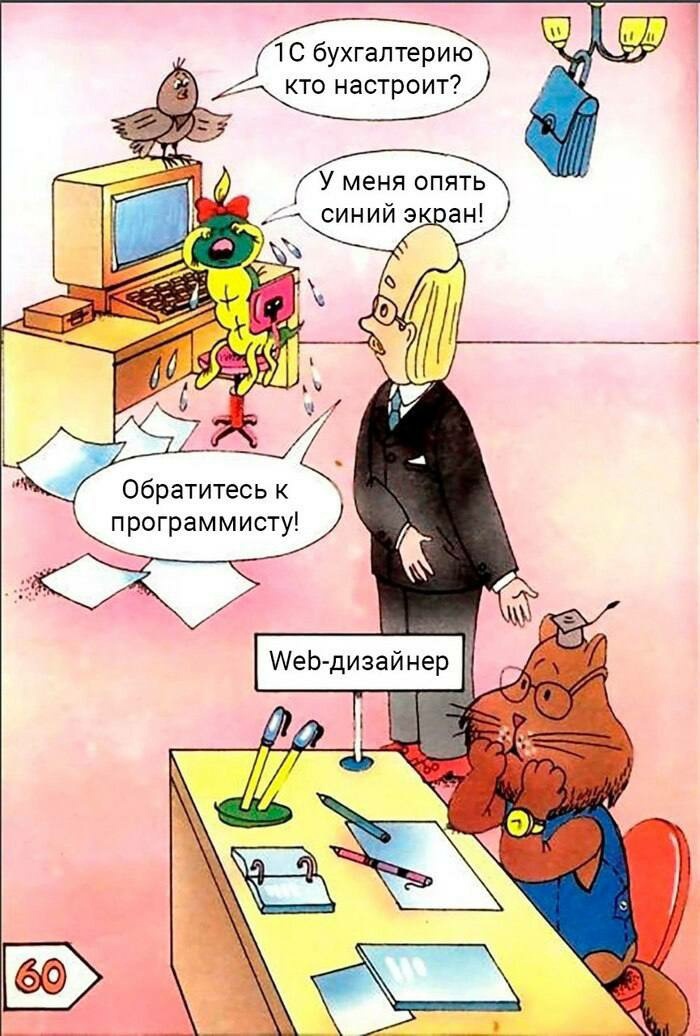 1С бухгалтерию
кто настроит?
У меня опять
синий экран!
Обратитесь к
программисту!
Web-дизайнер
60